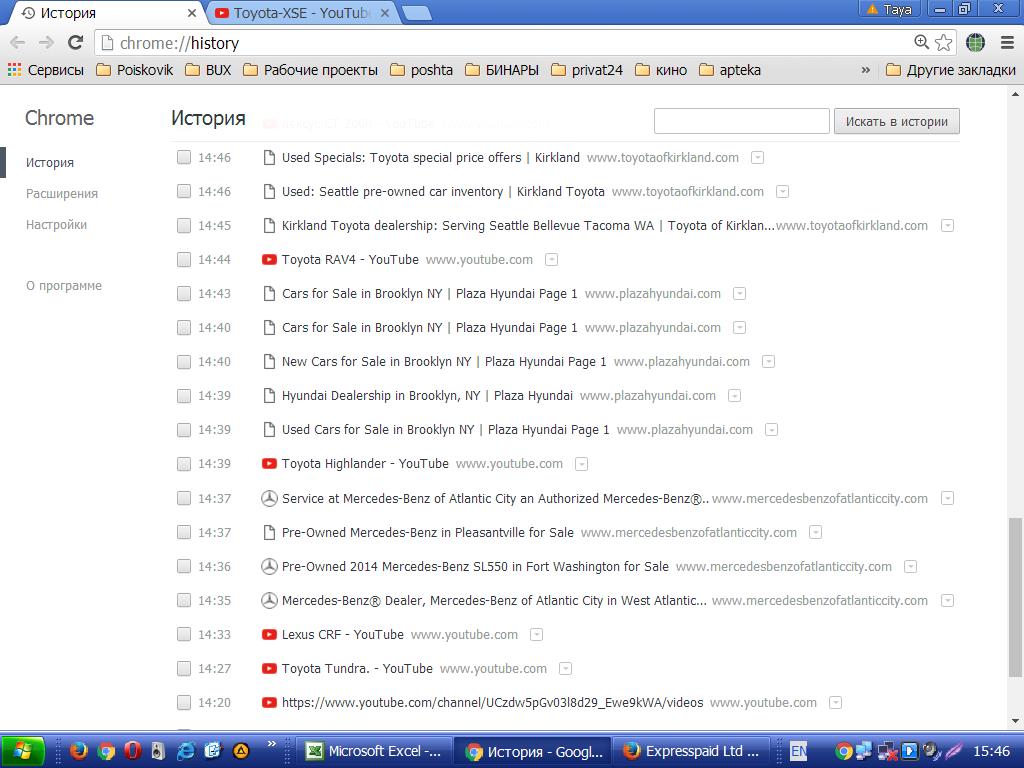 История
Toyota-XSE - YouTub
Taya
chrome://history
Сервисы Poiskovik BUX Рабочие проекты poshta БИНАРЫ privat24 кино apteka » Другие закладки
Chrome
История
Расширения
Настройки
О программе
История
Искать в истории
14:46 Used Specials: Toyota special price offers | Kirkland www.toyotaofkirkland.com
14:46 Used: Seattle pre-owned car inventory | Kirkland Toyota www.toyotaofkirkland.com
14:45 Kirkland Toyota dealership: Serving Seattle Bellevue Tacoma WA | Toyota of Kirklan...www.toyotaofkirkland.com
14:44 Toyota RAV4 - YouTube www.youtube.com
14:43 Cars for Sale in Brooklyn NY | Plaza Hyundai Page 1 www.plazahyundai.com
14:40 Cars for Sale in Brooklyn NY | Plaza Hyundai Page 1 www.plazahyundai.com
14:40 New Cars for Sale in Brooklyn NY | Plaza Hyundai Page 1 www.plazahyundai.com
14:39 Hyundai Dealership in Brooklyn, NY | Plaza Hyundai www.plazahyundai.com
14:39 Used Cars for Sale in Brooklyn NY | Plaza Hyundai Page 1 www.plazahyundai.com
14:39 Toyota Highlander - YouTube www.youtube.com
14:37 Service at Mercedes-Benz of Atlantic City an Authorized Mercedes-Benz®.. www.mercedesbenzofatlanticcity.com
14:37 Pre-Owned Mercedes-Benz in Pleasantville for Sale www.mercedesbenzofatlanticcity.com
14:36 Pre-Owned 2014 Mercedes-Benz SL550 in Fort Washington for Sale www.mercedesbenzofatlanticcity.com
14:35 Mercedes-Benz® Dealer, Mercedes-Benz of Atlantic City in West Atlantic... www.mercedesbenzofatlanticcity.com
14:33 Lexus CRF - YouTube www.youtube.com
14:27 Toyota Tundra. - YouTube www.youtube.com
14:20 https://www.youtube.com/channel/UCzdw5pGv03l8d29_Ewe9kWA/videos www.youtube.com
» Microsoft Excel -... История - Googl... Expresspaid Ltd ... EN 15:46